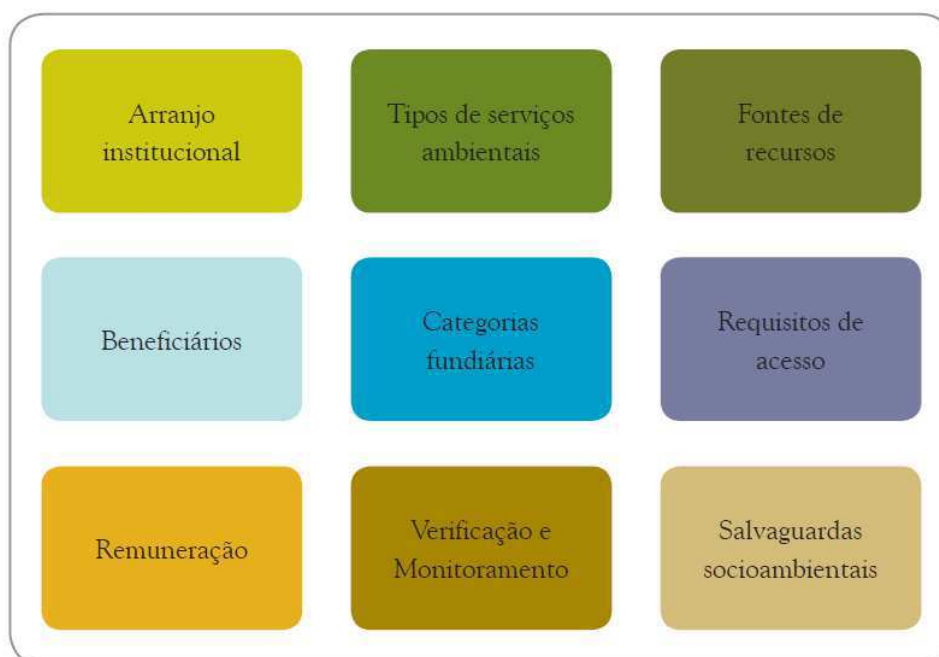 Arranjo
institucional
Tipos de serviços
ambientais
Fontes de
recursos
Beneficiários
Categorias
fundiárias
Requisitos de
acesso
Remuneração
Verificação e
Monitoramento
Salvaguardas
socioambientais